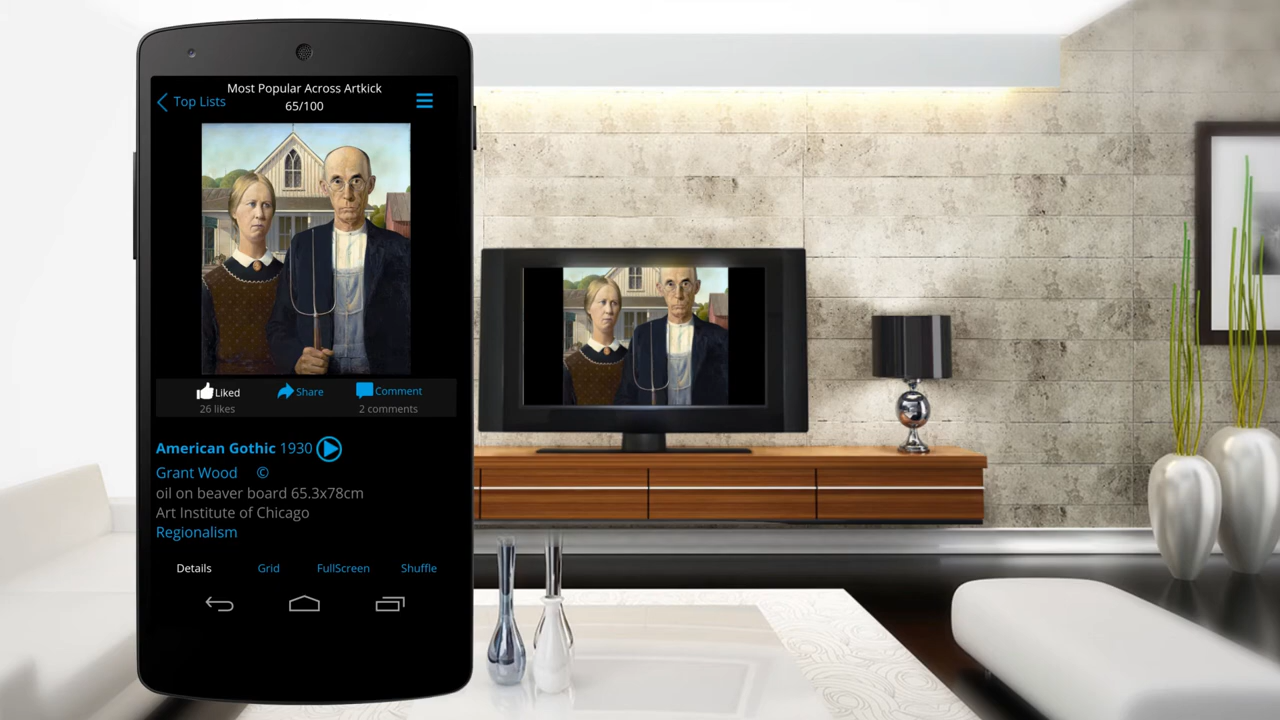 Most Popular Across Artkick
Top Lists
65/100
Liked
Share
Comment
26 likes
2 comments
American Gothic 1930
Grant Wood ©
oil on beaver board 65.3x78cm
Art Institute of Chicago
Regionalism
Details Grid FullScreen Shuffle